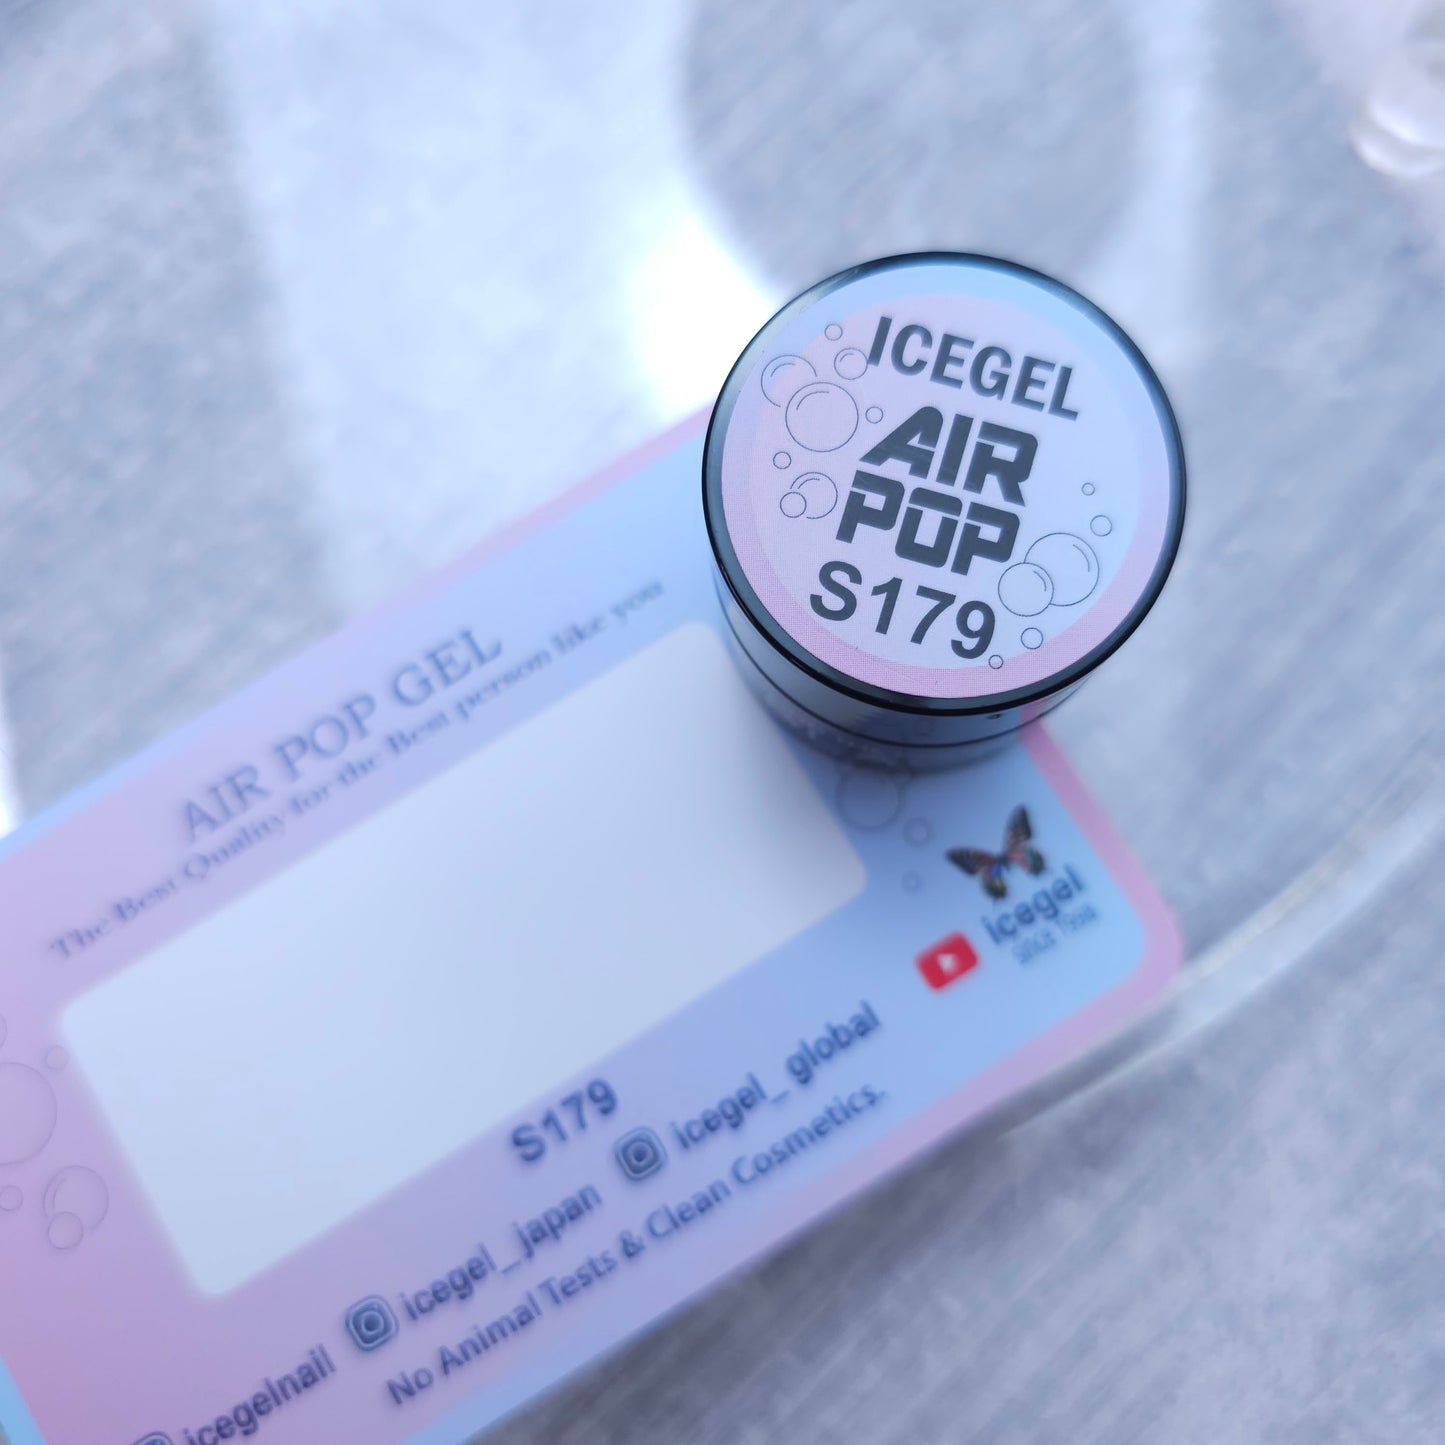 ICEGEL
AIR
POP
S179
AIR POP GEL
The Best Quality for the Best person like you
icegel
since
S179
icegelnail
icegel_japan
icegel_global
No Animal Tests & Clean Cosmetics.